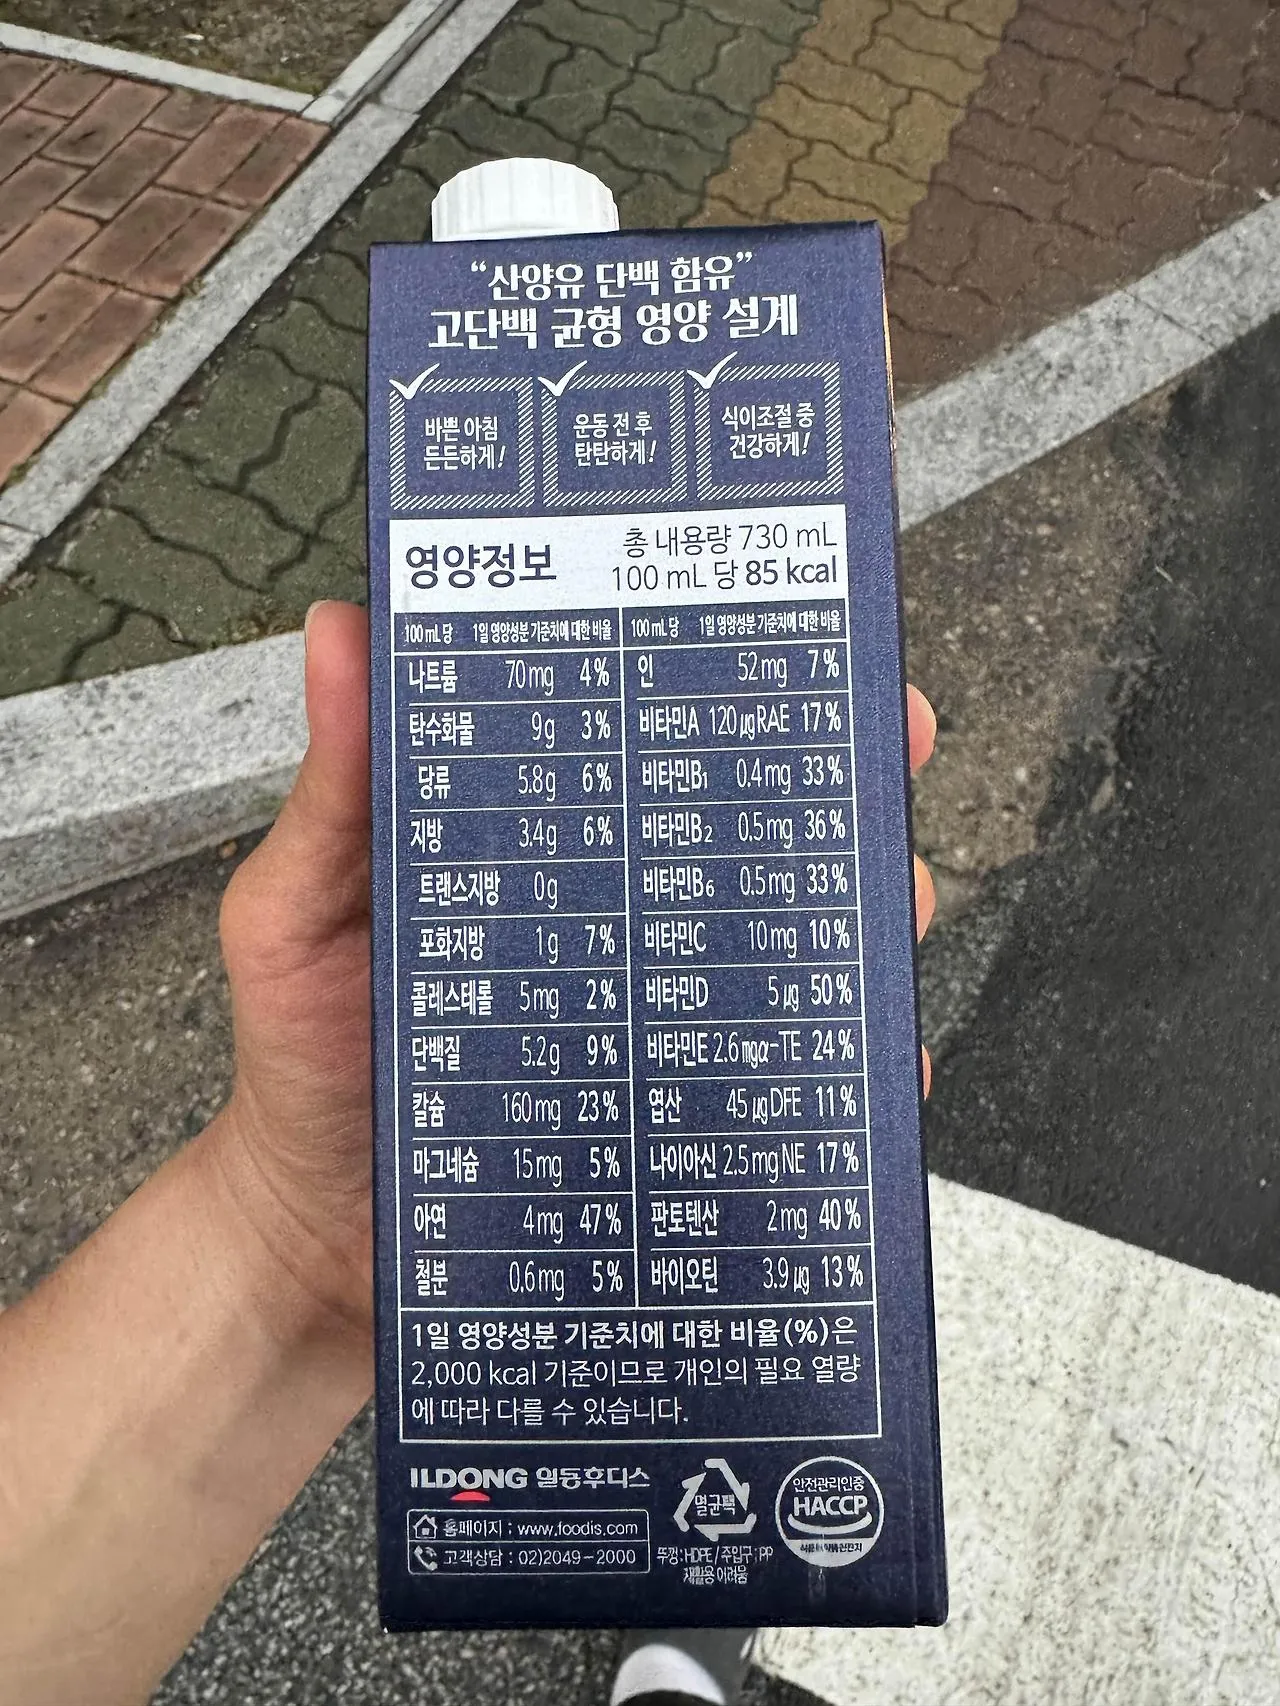 “산양유 단백 함유”
고단백 균형 영양 설계
바쁜 아침
든든하게!
운동 전 후
탄탄하게!
식이조절 중
건강하게!
영양정보
총 내용량 730 mL
100 mL 당 85 kcal
100 mL 당 1일 영양성분 기준치에 대한 비율
나트륨 70mg 4%
탄수화물 9g 3%
당류 5.8g 6%
지방 3.4g 6%
트랜스지방 0g
포화지방 1g 7%
콜레스테롤 5mg 2%
단백질 5.2g 9%
칼슘 160mg 23%
마그네슘 15mg 5%
아연 4mg 47%
철분 0.6mg 5%
100 mL 당 1일 영양성분 기준치에 대한 비율
인 52mg 7%
비타민A 120㎍RAE 17%
비타민B1 0.4mg 33%
비타민B2 0.5mg 36%
비타민B6 0.5mg 33%
비타민C 10mg 10%
비타민D 5㎍ 50%
비타민E 2.6mgα-TE 24%
엽산 45㎍DFE 11%
나이아신 2.5mgNE 17%
판토텐산 2mg 40%
바이오틴 3.9㎍ 13%
1일 영양성분 기준치에 대한 비율(%)은
2,000 kcal 기준이므로 개인의 필요 열량
에 따라 다를 수 있습니다.
ILDONG 일동후디스
홈페이지 : www.foodis.com
고객상담 : 02)2049-2000
멸균팩
뚜껑:HDPE / 주입구:PP
재활용 어려움
안전관리인증
HACCP